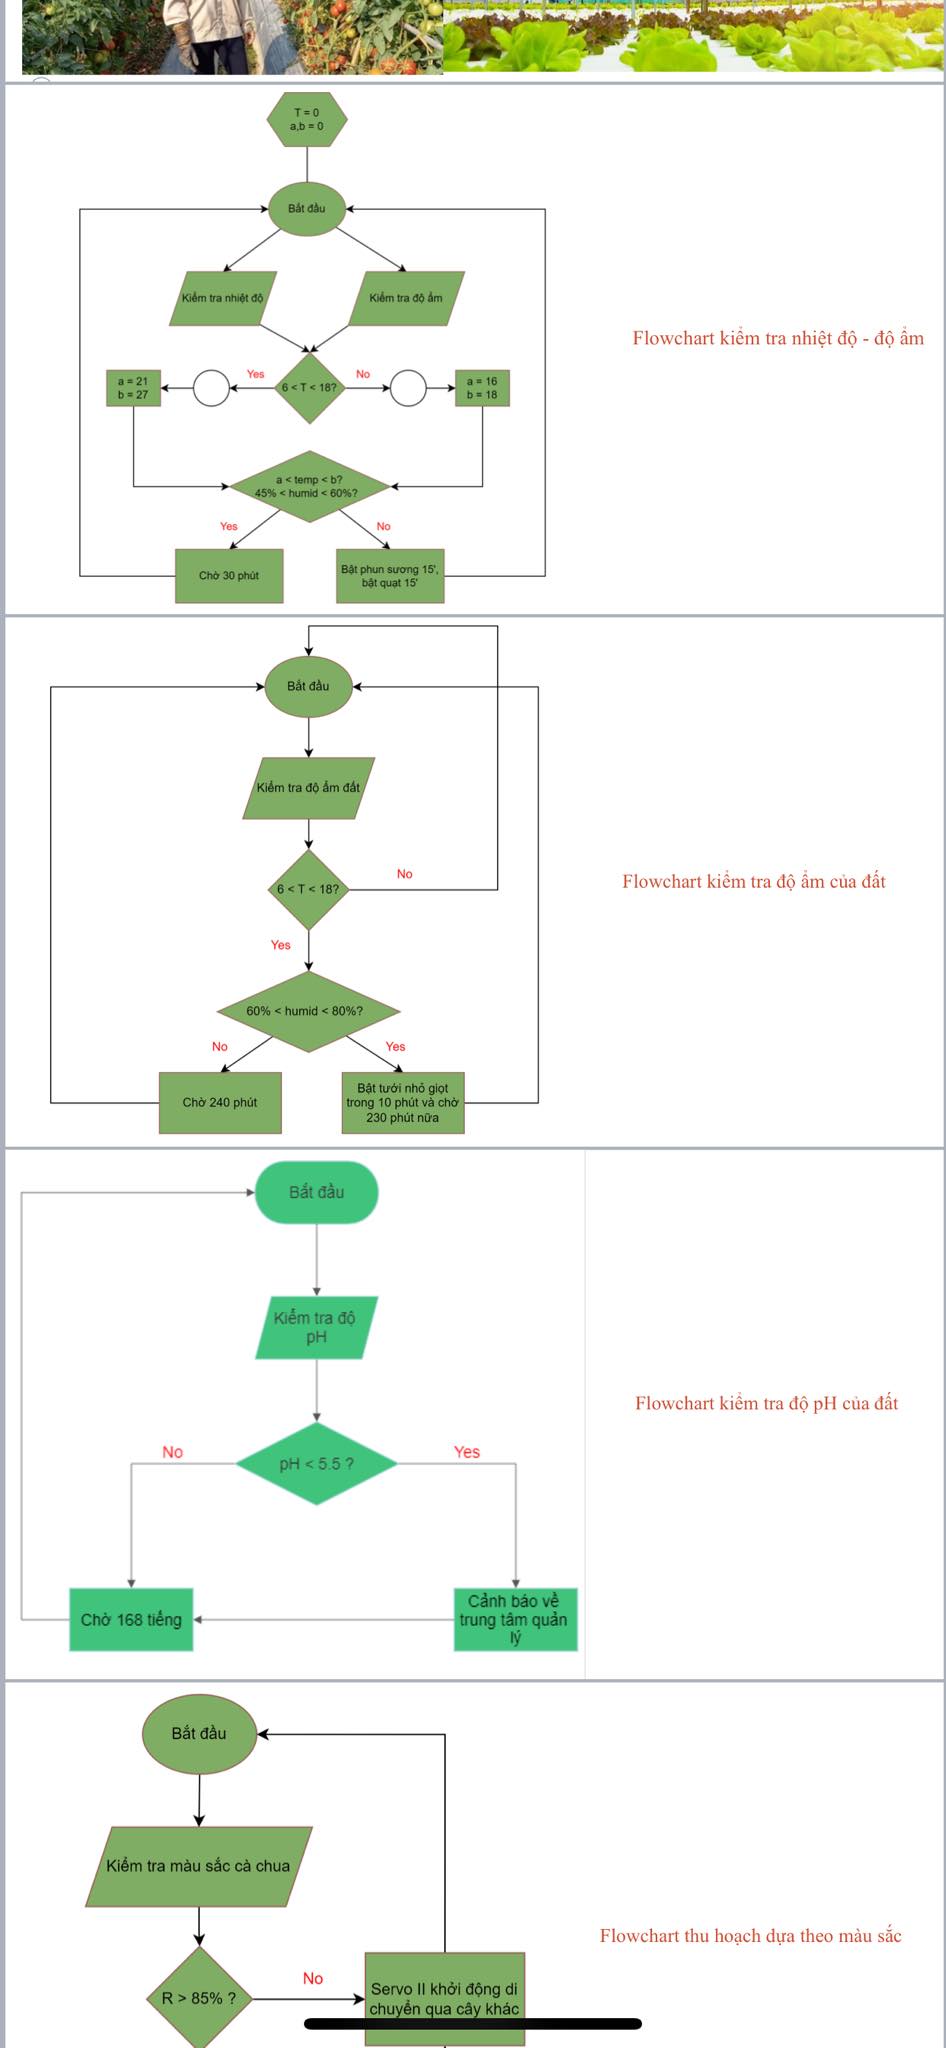 T = 0
a,b = 0
Bắt đầu
Kiểm tra nhiệt độ
Kiểm tra độ ẩm
Flowchart kiểm tra nhiệt độ - độ ẩm
a = 21
b = 27
Yes
6 < T < 18?
No
a = 16
b = 18
a < temp < b?
45% < humid < 60%?
Yes
No
Chờ 30 phút
Bật phun sương 15',
bật quạt 15'
Bắt đầu
Kiểm tra độ ẩm đất
6 < T < 18?
No
Flowchart kiểm tra độ ẩm của đất
Yes
60% < humid < 80%?
No
Yes
Chờ 240 phút
Bật tưới nhỏ giọt
trong 10 phút và chờ
230 phút nữa
Bắt đầu
Kiểm tra độ
pH
Flowchart kiểm tra độ pH của đất
No
pH < 5.5 ?
Yes
Chờ 168 tiếng
Cảnh báo về
trung tâm quản
lý
Bắt đầu
Kiểm tra màu sắc cà chua
Flowchart thu hoạch dựa theo màu sắc
R > 85% ?
No
Servo II khởi động di
chuyển qua cây khác